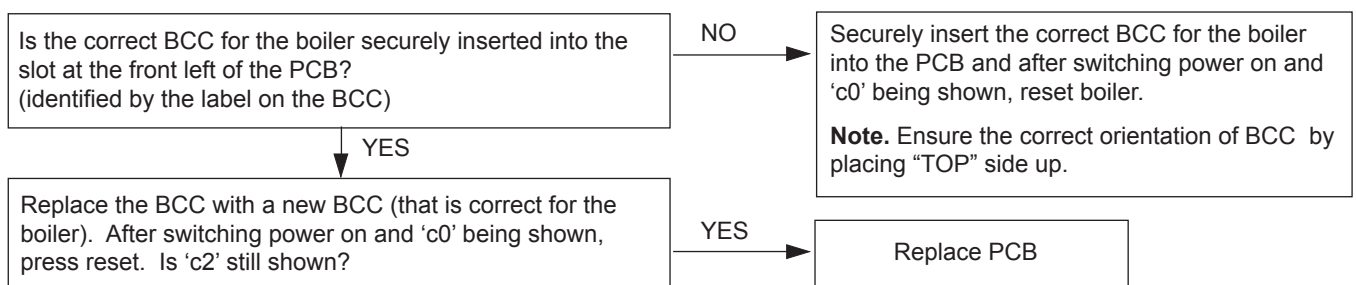 Is the correct BCC for the boiler securely inserted into the
slot at the front left of the PCB?
(identified by the label on the BCC)
NO
Securely insert the correct BCC for the boiler
into the PCB and after switching power on and
‘c0’ being shown, reset boiler.
Note. Ensure the correct orientation of BCC by
placing “TOP” side up.
YES
Replace the BCC with a new BCC (that is correct for the
boiler). After switching power on and ‘c0’ being shown,
press reset. Is ‘c2’ still shown?
YES
Replace PCB